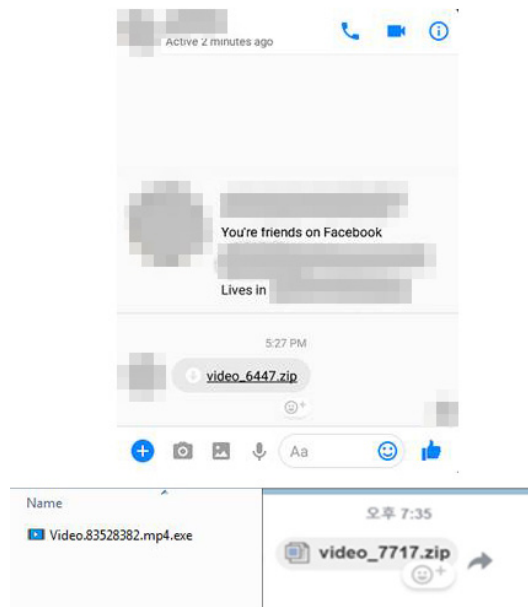 Active 2 minutes ago
You're friends on Facebook
Lives in
5:27 PM
video_6447.zip
Aa
Name
Video.83528382.mp4.exe
오후 7:35
video_7717.zip